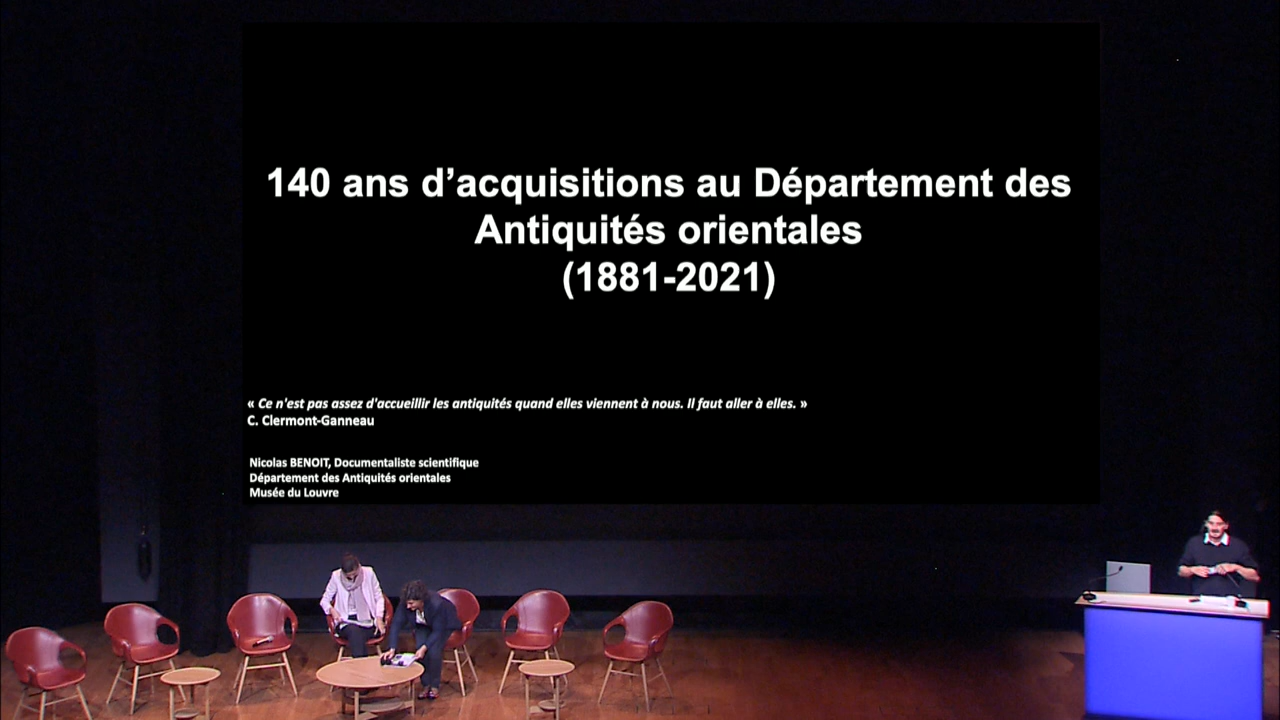 140 ans d’acquisitions au Département des
Antiquités orientales
(1881-2021)
« Ce n'est pas assez d'accueillir les antiquités quand elles viennent à nous. Il faut aller à elles. »
C. Clermont-Ganneau
Nicolas BENOIT, Documentaliste scientifique
Département des Antiquités orientales
Musée du Louvre